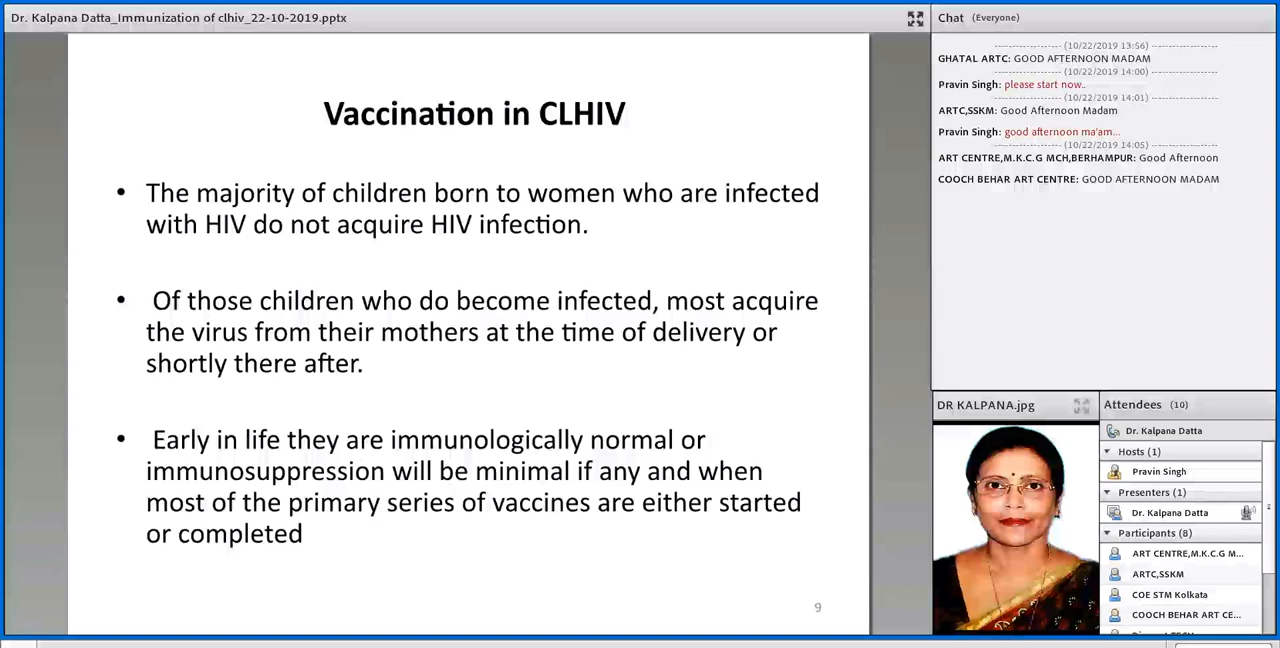 Dr. Kalpana Datta_Immunization of clhiv_22-10-2019.pptx
Vaccination in CLHIV
• The majority of children born to women who are infected
with HIV do not acquire HIV infection.
• Of those children who do become infected, most acquire
the virus from their mothers at the time of delivery or
shortly there after.
• Early in life they are immunologically normal or
immunosuppression will be minimal if any and when
most of the primary series of vaccines are either started
or completed
9
Chat (Everyone)
------------------ (10/22/2019 13:56) ------------------
GHATAL ARTC: GOOD AFTERNOON MADAM
------------------ (10/22/2019 14:00) ------------------
Pravin Singh: please start now..
------------------ (10/22/2019 14:01) ------------------
ARTC,SSKM: Good Afternoon Madam
Pravin Singh: good afternoon ma'am...
------------------ (10/22/2019 14:05) ------------------
ART CENTRE,M.K.C.G MCH,BERHAMPUR: Good Afternoon
COOCH BEHAR ART CENTRE: GOOD AFTERNOON MADAM
DR KALPANA.jpg
Attendees (10)
Dr. Kalpana Datta
Hosts (1)
Pravin Singh
Presenters (1)
Dr. Kalpana Datta
Participants (8)
ART CENTRE,M.K.C.G M...
ARTC,SSKM
COE STM Kolkata
COOCH BEHAR ART CE...